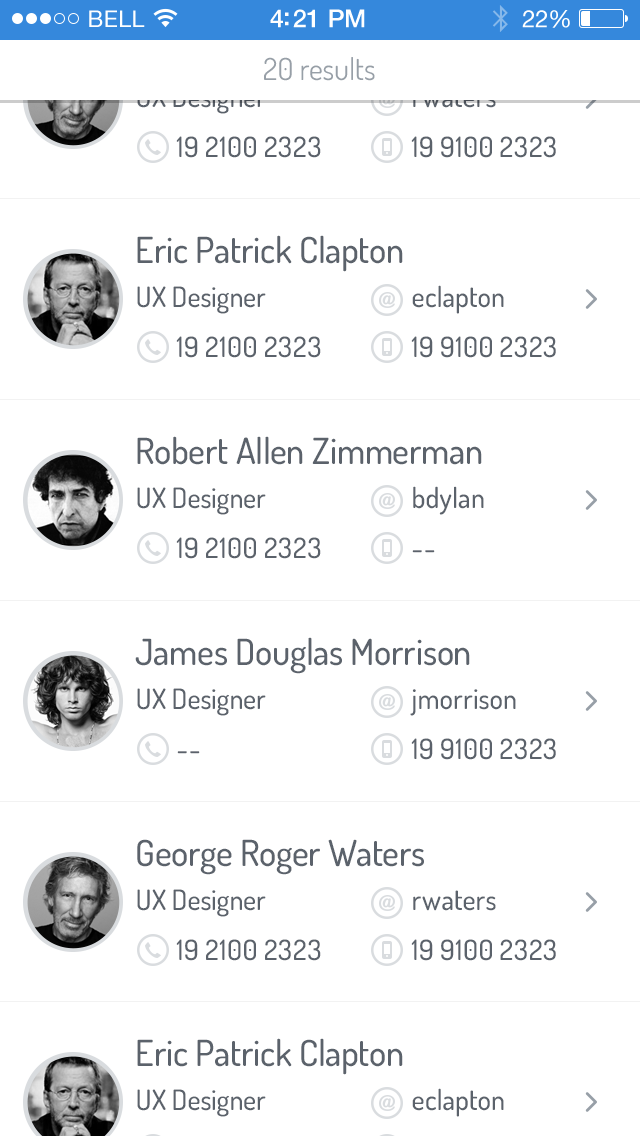 BELL 4:21 PM 22%
20 results
UX Designer rwaters
19 2100 2323 19 9100 2323
Eric Patrick Clapton
UX Designer @ eclapton
19 2100 2323 19 9100 2323
Robert Allen Zimmerman
UX Designer @ bdylan
19 2100 2323 --
James Douglas Morrison
UX Designer @ jmorrison
-- 19 9100 2323
George Roger Waters
UX Designer @ rwaters
19 2100 2323 19 9100 2323
Eric Patrick Clapton
UX Designer @ eclapton